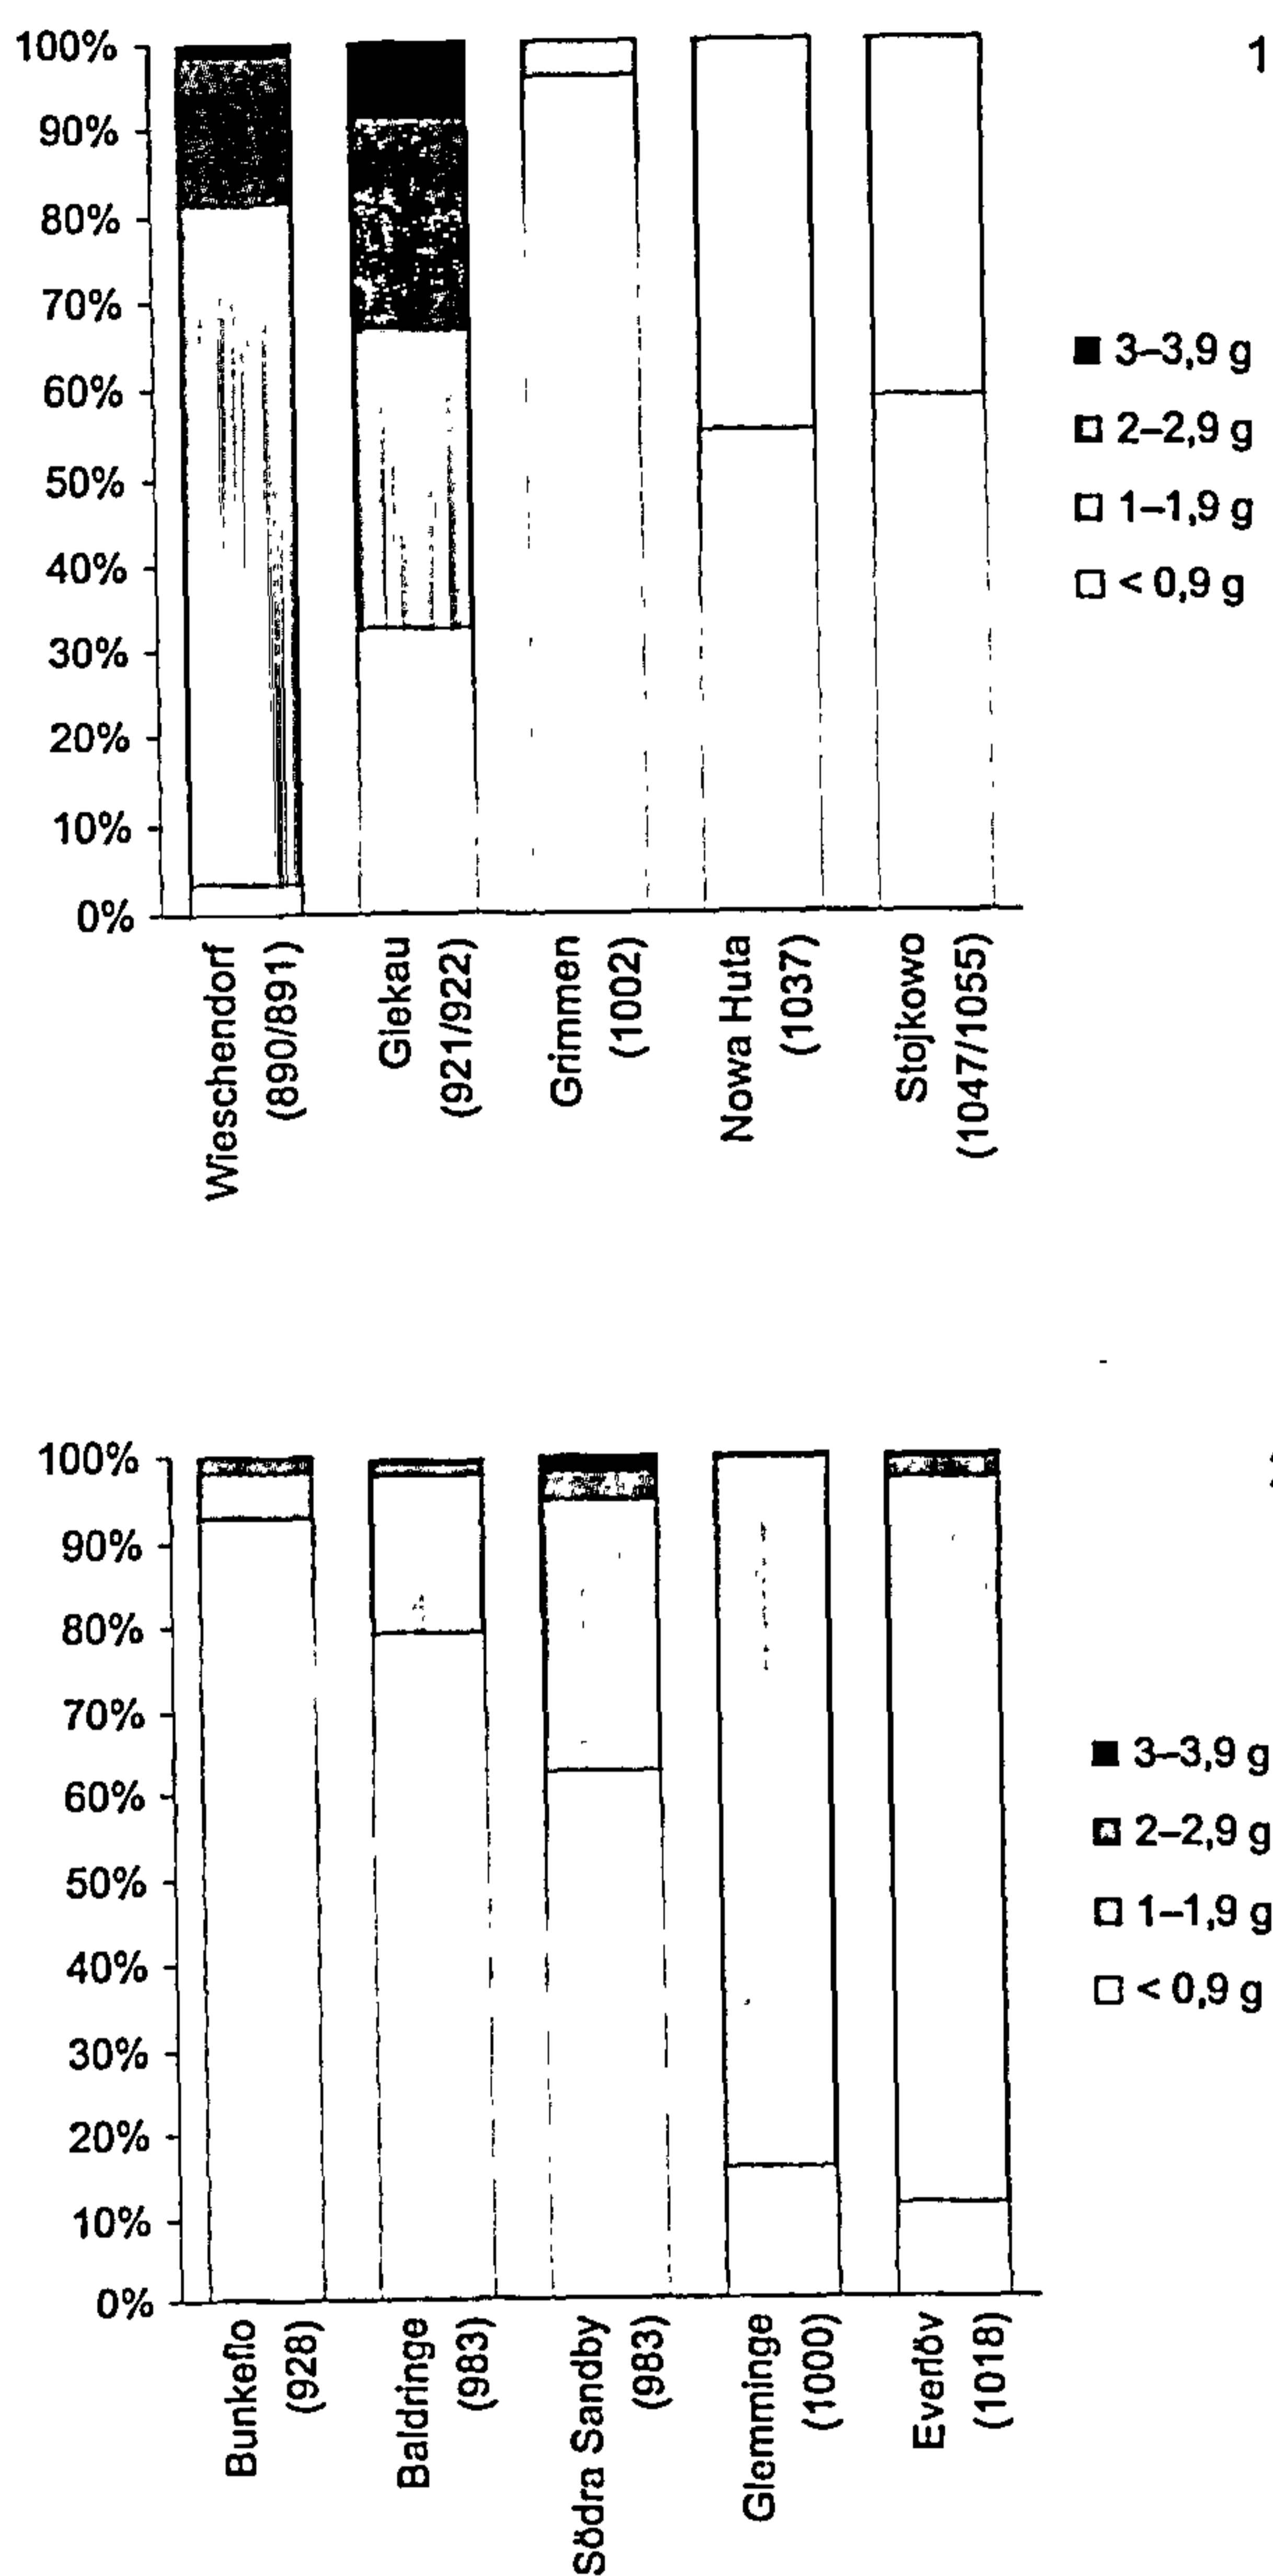 1
100%
90%
80%
70%
60%
50%
40%
30%
20%
10%
0%
3–3,9 g
2–2,9 g
1–1,9 g
< 0,9 g
Wieschendorf
(890/891)
Giekau
(921/922)
Grimmen
(1002)
Nowa Huta
(1037)
Stojkowo
(1047/1055)
100%
90%
80%
70%
60%
50%
40%
30%
20%
10%
0%
3–3,9 g
2–2,9 g
1–1,9 g
< 0,9 g
Bunkeflo
(928)
Baldringe
(983)
Södra Sandby
(983)
Glemminge
(1000)
Everlöv
(1018)